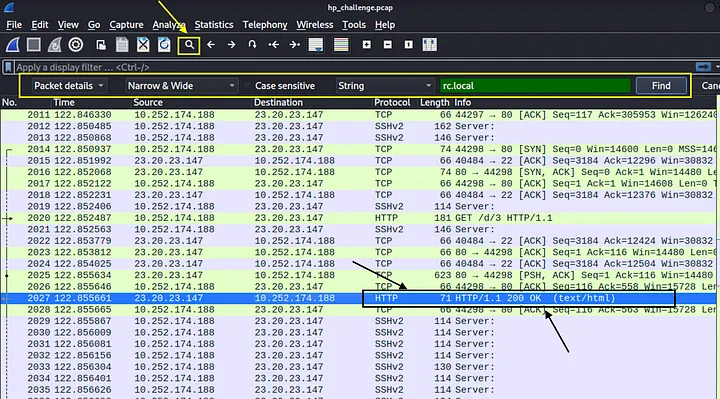 hp_challenge.pcap
File Edit View Go Capture Analyze Statistics Telephony Wireless Tools Help
Apply a display filter ... <Ctrl-/>
Packet details Narrow & Wide Case sensitive String rc.local Find Can
No. Time Source Destination Protocol Length Info
2011 122.846330 10.252.174.188 23.20.23.147 TCP 66 44297 → 80 [ACK] Seq=117 Ack=305953 Win=126240
2012 122.850485 10.252.174.188 23.20.23.147 SSHv2 162 Server:
2013 122.850868 10.252.174.188 23.20.23.147 SSHv2 146 Server:
2014 122.850937 10.252.174.188 23.20.23.147 TCP 74 44298 → 80 [SYN] Seq=0 Win=14600 Len=0 MSS=146
2015 122.851992 23.20.23.147 10.252.174.188 TCP 66 40484 → 22 [ACK] Seq=3184 Ack=12296 Win=30832
2016 122.852068 23.20.23.147 10.252.174.188 TCP 74 80 → 44298 [SYN, ACK] Seq=0 Ack=1 Win=14480 L
2017 122.852122 10.252.174.188 23.20.23.147 TCP 66 44298 → 80 [ACK] Seq=1 Ack=1 Win=14608 Len=0 T
2018 122.852231 23.20.23.147 10.252.174.188 TCP 66 40484 → 22 [ACK] Seq=3184 Ack=12376 Win=30832
2019 122.852406 10.252.174.188 23.20.23.147 SSHv2 114 Server:
2020 122.852487 10.252.174.188 23.20.23.147 HTTP 181 GET /d/3 HTTP/1.1
2021 122.852563 10.252.174.188 23.20.23.147 SSHv2 146 Server:
2022 122.853779 23.20.23.147 10.252.174.188 TCP 66 40484 → 22 [ACK] Seq=3184 Ack=12424 Win=30832
2023 122.853812 23.20.23.147 10.252.174.188 TCP 66 80 → 44298 [ACK] Seq=1 Ack=116 Win=14480 Len=0
2024 122.854025 23.20.23.147 10.252.174.188 TCP 66 40484 → 22 [ACK] Seq=3184 Ack=12504 Win=30832
2025 122.855634 23.20.23.147 10.252.174.188 TCP 623 80 → 44298 [PSH, ACK] Seq=1 Ack=116 Win=14480
2026 122.855646 10.252.174.188 23.20.23.147 TCP 66 44298 → 80 [ACK] Seq=116 Ack=558 Win=15728 Len
2027 122.855661 23.20.23.147 10.252.174.188 HTTP 71 HTTP/1.1 200 OK (text/html)
2028 122.855665 10.252.174.188 23.20.23.147 TCP 66 44298 → 80 [ACK] Seq=116 Ack=563 Win=15728 Len
2029 122.855867 10.252.174.188 23.20.23.147 SSHv2 114 Server:
2030 122.856009 10.252.174.188 23.20.23.147 SSHv2 114 Server:
2031 122.856081 10.252.174.188 23.20.23.147 SSHv2 114 Server:
2032 122.856156 10.252.174.188 23.20.23.147 SSHv2 114 Server:
2033 122.856304 10.252.174.188 23.20.23.147 SSHv2 130 Server:
2034 122.856401 10.252.174.188 23.20.23.147 SSHv2 114 Server:
2035 122.856626 10.252.174.188 23.20.23.147 SSHv2 114 Server: